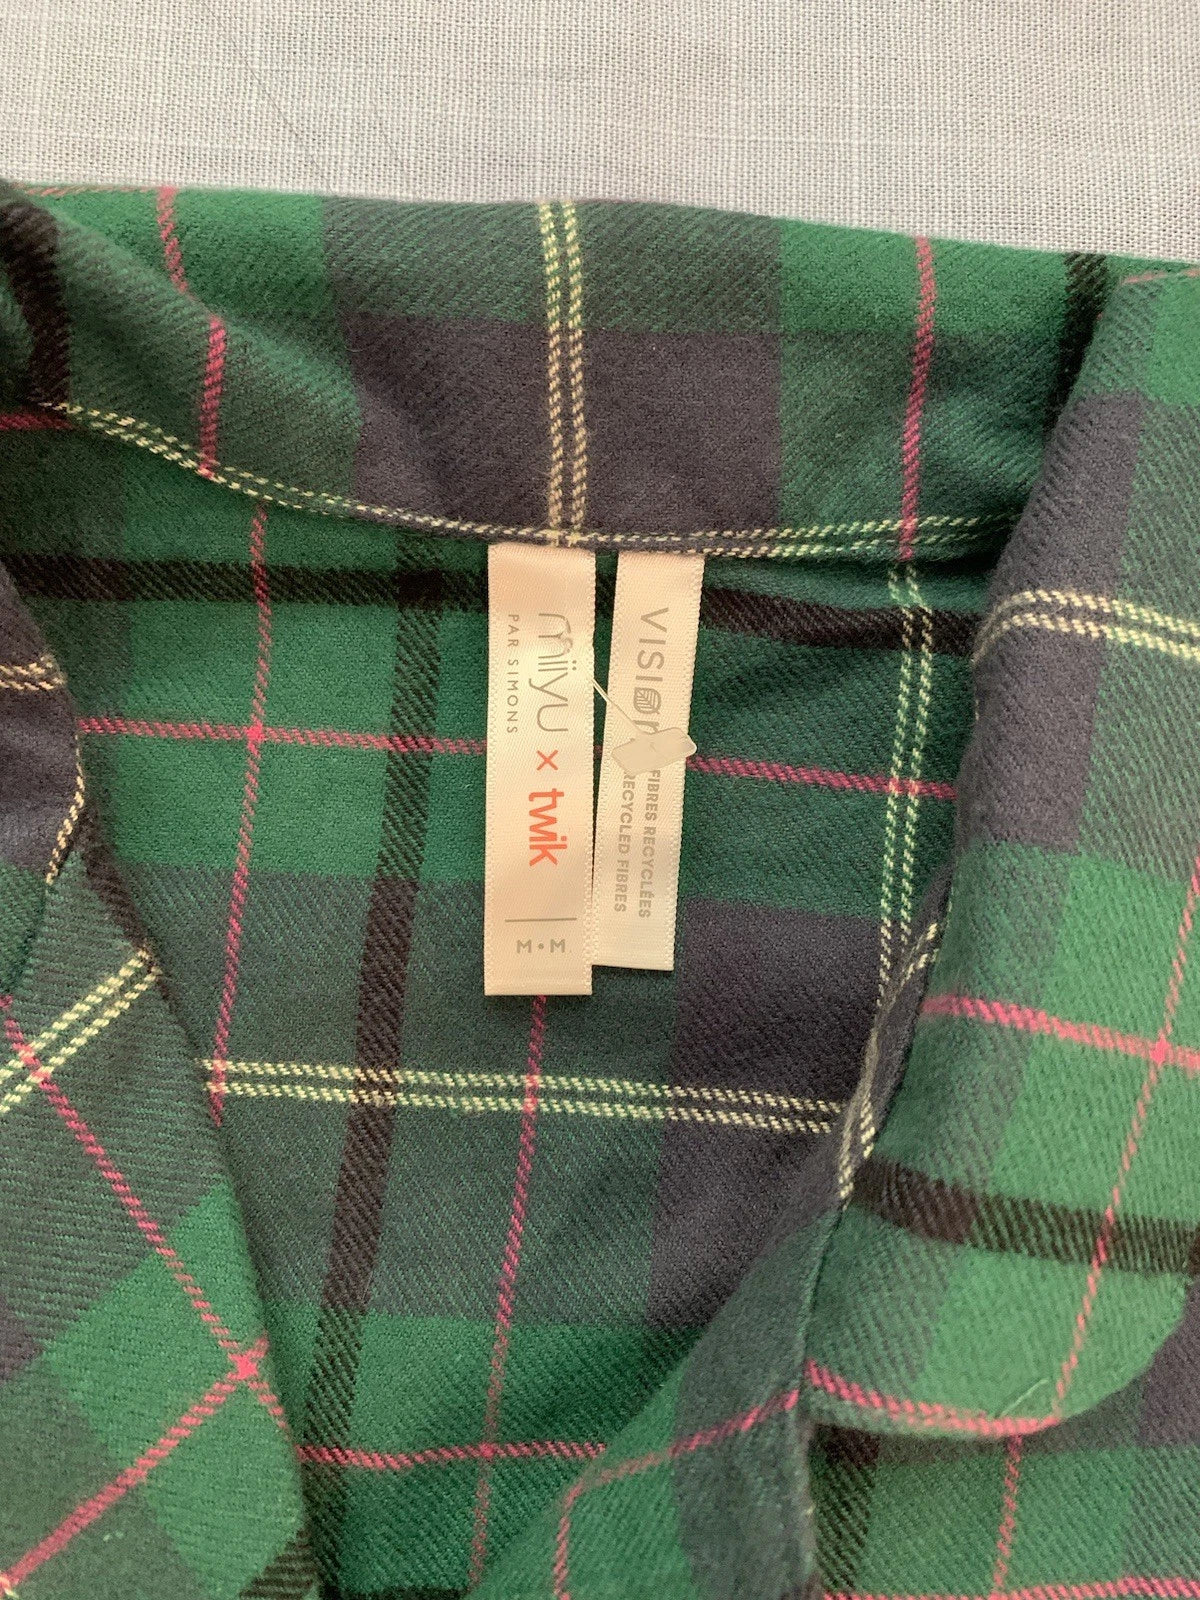 miiyu x twik
PAR SIMONS
M • M
VISION
FIBRES RECYCLÉES
RECYCLED FIBRES